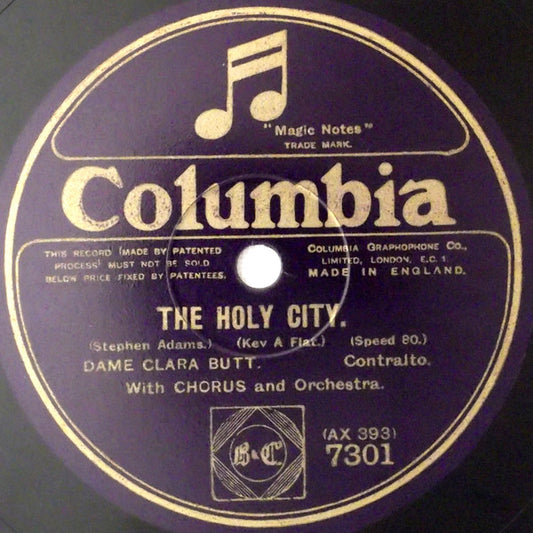 "Magic Notes"
TRADE MARK.
Columbia
THIS RECORD (MADE BY PATENTED
PROCESS) MUST NOT BE SOLD
BELOW PRICE FIXED BY PATENTEES.
COLUMBIA GRAPHOPHONE CO.,
LIMITED, LONDON, E.C. 1.
MADE IN ENGLAND.
THE HOLY CITY.
(Stephen Adams.) (Key A Flat.) (Speed 80.)
DAME CLARA BUTT. Contralto.
With CHORUS and Orchestra.
B & C
(AX 393)
7301